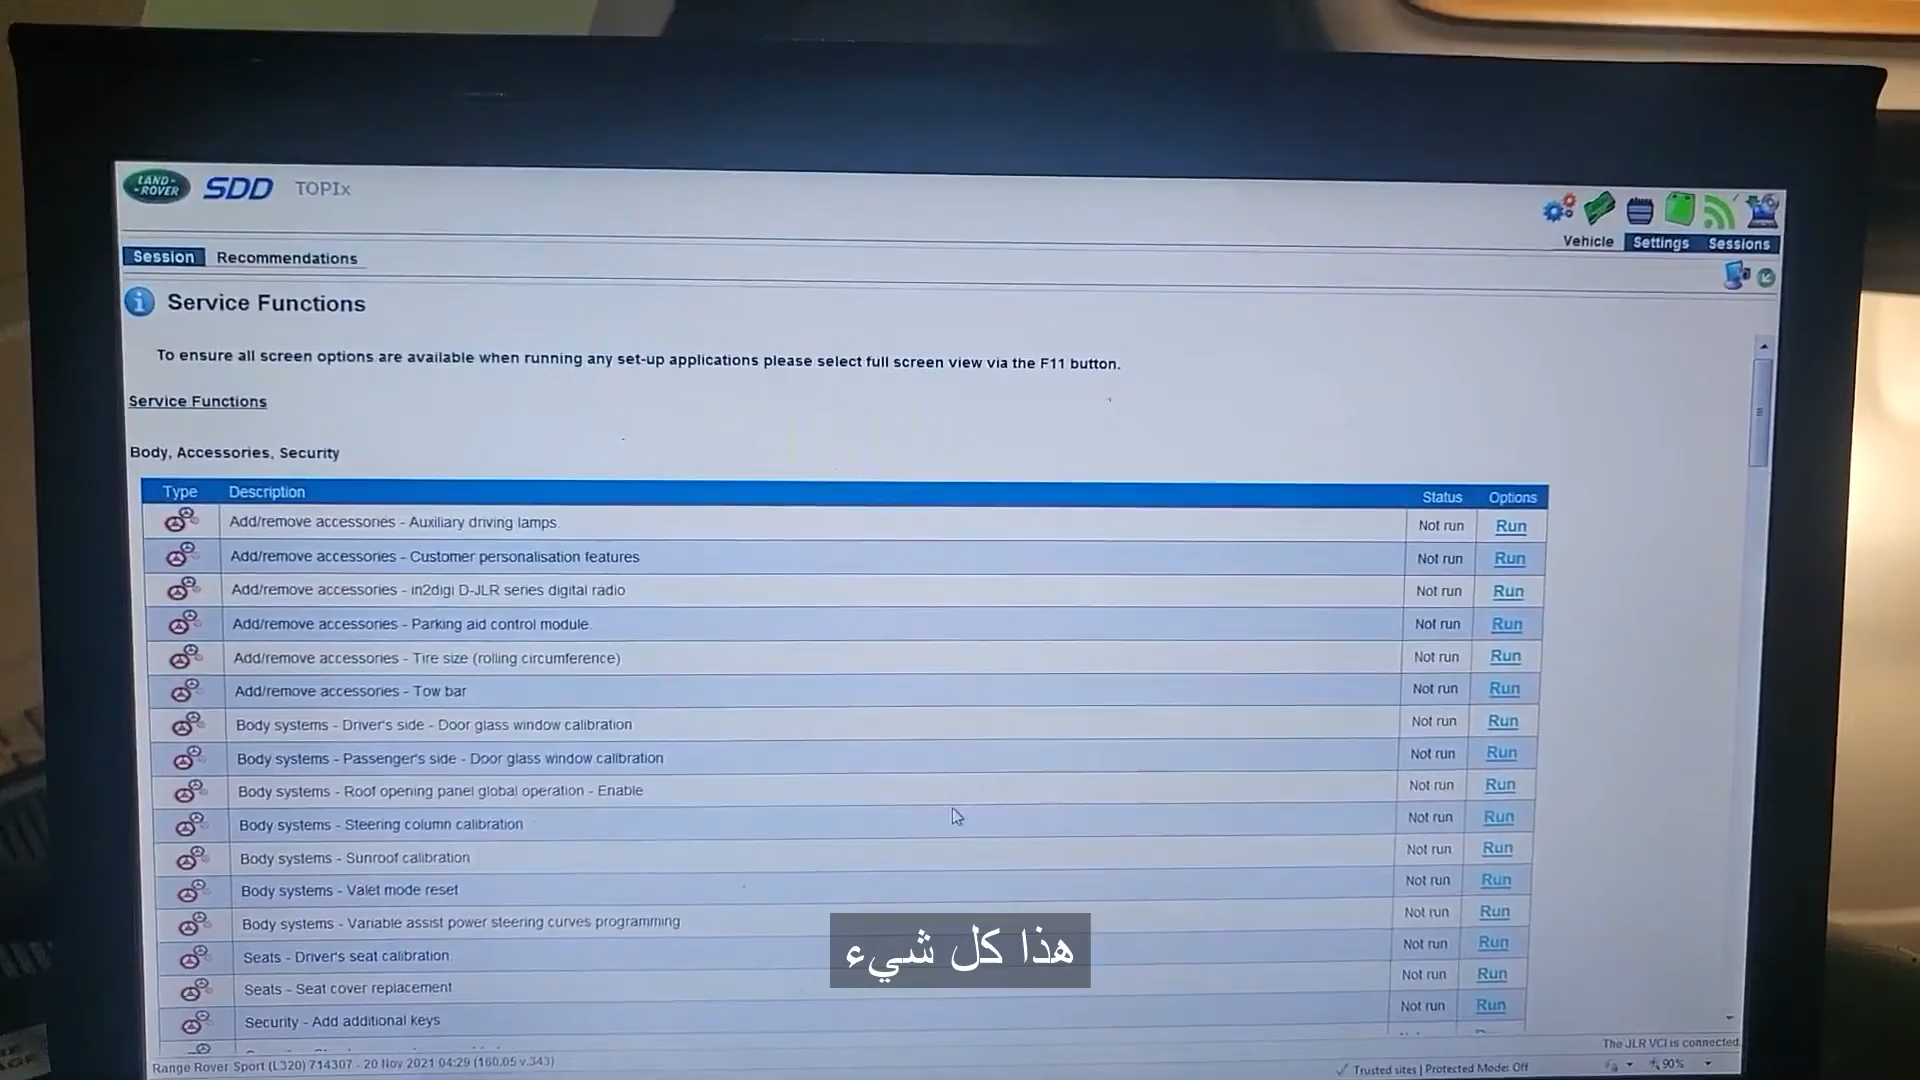 LAND-
-ROVER
SDD TOPIx
Vehicle Settings Sessions
Session Recommendations
Service Functions
To ensure all screen options are available when running any set-up applications please select full screen view via the F11 button.
Service Functions
Body, Accessories, Security
Type Description Status Options
Add/remove accessories - Auxiliary driving lamps Not run Run
Add/remove accessories - Customer personalisation features Not run Run
Add/remove accessories - in2digi D-JLR series digital radio Not run Run
Add/remove accessories - Parking aid control module Not run Run
Add/remove accessories - Tire size (rolling circumference) Not run Run
Add/remove accessories - Tow bar Not run Run
Body systems - Driver's side - Door glass window calibration Not run Run
Body systems - Passenger's side - Door glass window calibration Not run Run
Body systems - Roof opening panel global operation - Enable Not run Run
Body systems - Steering column calibration Not run Run
Body systems - Sunroof calibration Not run Run
Body systems - Valet mode reset Not run Run
Body systems - Variable assist power steering curves programming Not run Run
Seats - Driver's seat calibration Not run Run
Seats - Seat cover replacement Not run Run
Security - Add additional keys Not run Run
هذا كل شيء
The JLR VCI is connected
Range Rover Sport (L320) 714307 - 20 Nov 2021 04:29 (160.05 v.343)
Trusted sites | Protected Mode: Off 90%